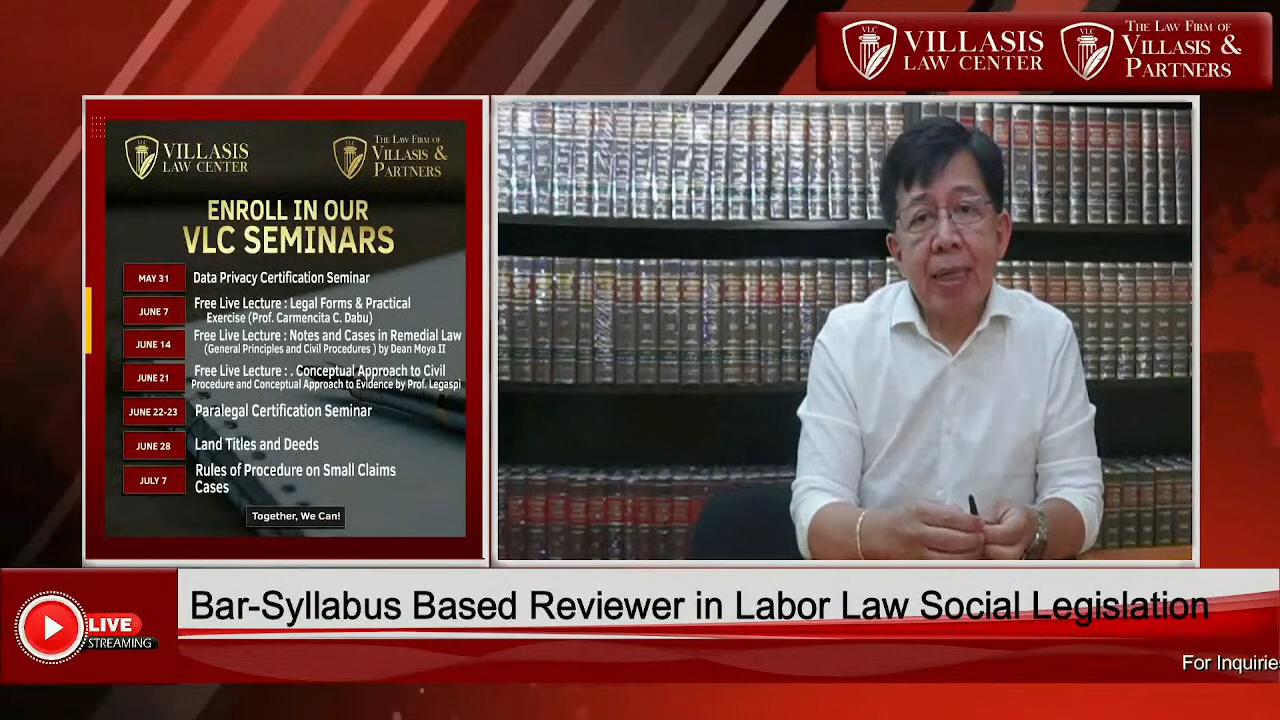 VLC
VILLASIS
LAW CENTER
VLC
THE LAW FIRM OF
VILLASIS &
PARTNERS
VLC
VILLASIS
LAW CENTER
VLC
THE LAW FIRM OF
VILLASIS &
PARTNERS
ENROLL IN OUR
VLC SEMINARS
MAY 31
Data Privacy Certification Seminar
JUNE 7
Free Live Lecture : Legal Forms & Practical
Exercise (Prof. Carmencita C. Dabu)
JUNE 14
Free Live Lecture : Notes and Cases in Remedial Law
(General Principles and Civil Procedures ) by Dean Moya II
JUNE 21
Free Live Lecture : . Conceptual Approach to Civil
Procedure and Conceptual Approach to Evidence by Prof. Legaspi
JUNE 22-23
Paralegal Certification Seminar
JUNE 28
Land Titles and Deeds
JULY 7
Rules of Procedure on Small Claims
Cases
Together, We Can!
LIVE
STREAMING
Bar-Syllabus Based Reviewer in Labor Law Social Legislation
For Inquirie